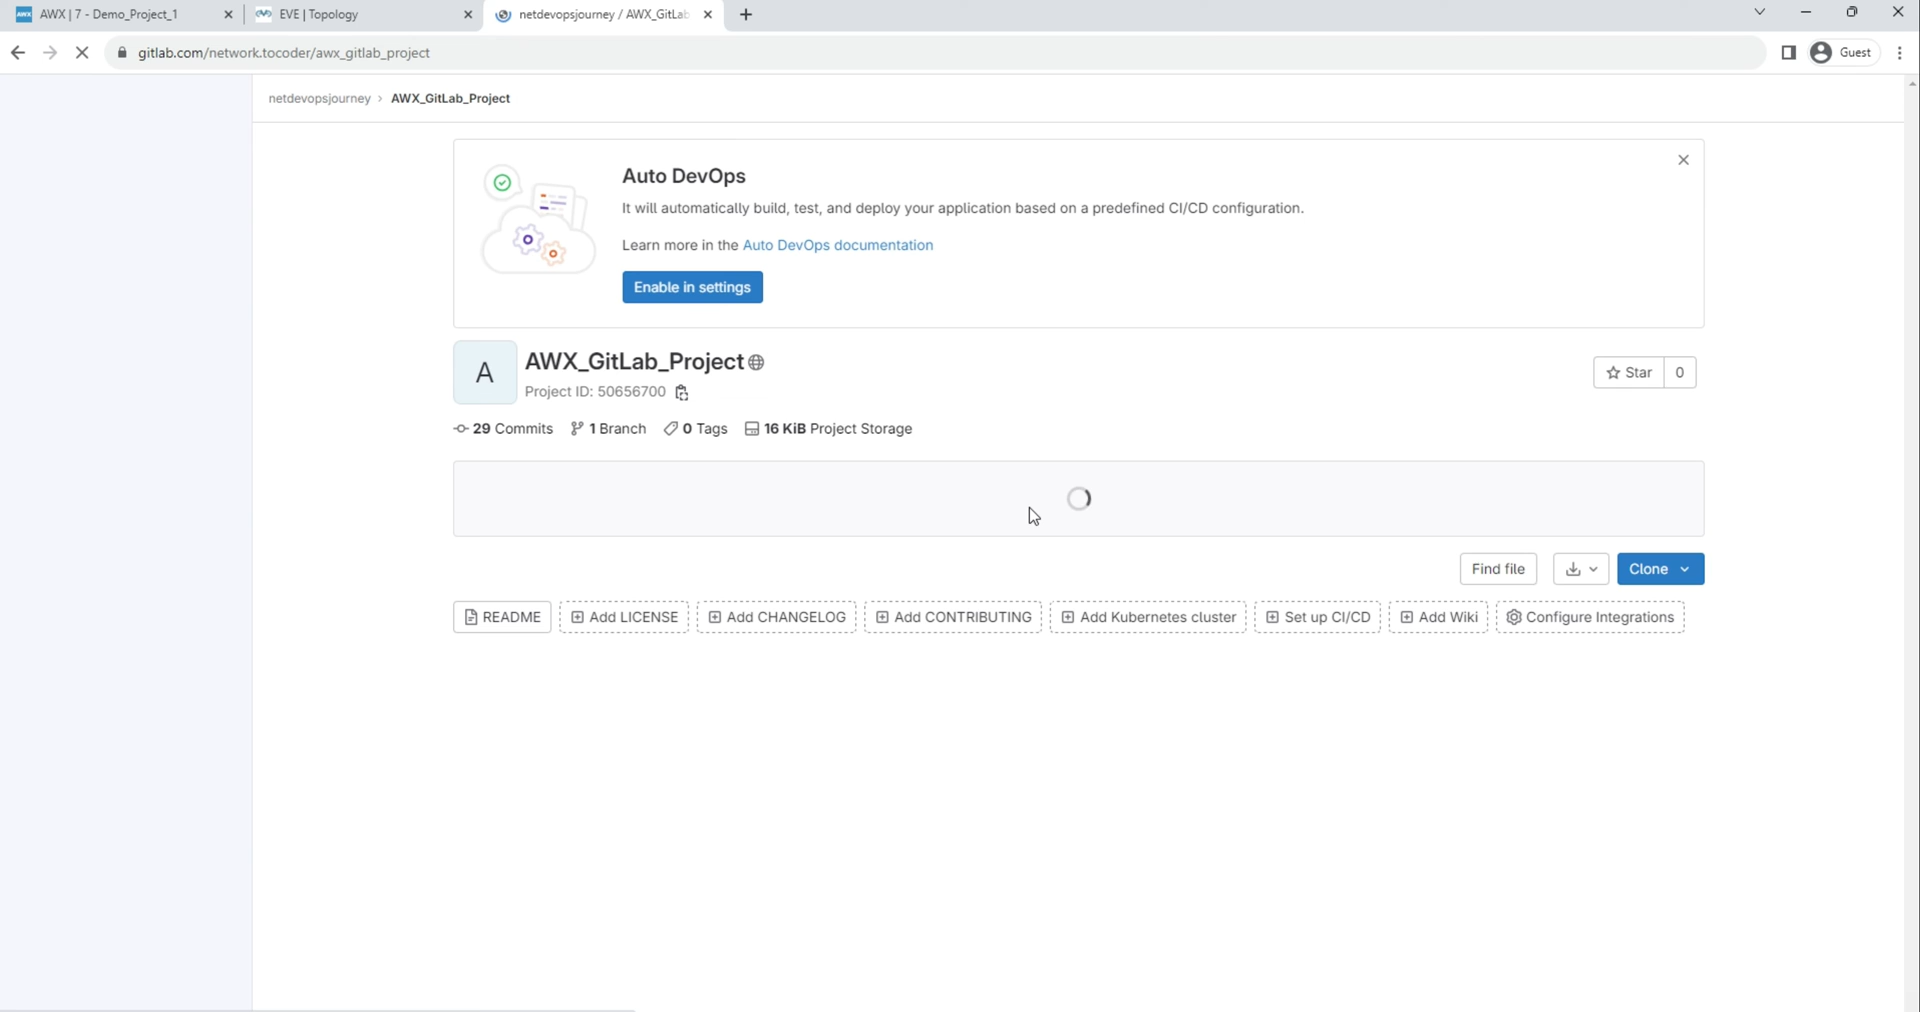 AWX | 7 - Demo_Project_1
EVE | Topology
netdevopsjourney / AWX_GitLab
gitlab.com/network.tocoder/awx_gitlab_project
Guest
netdevopsjourney > AWX_GitLab_Project
Auto DevOps
It will automatically build, test, and deploy your application based on a predefined CI/CD configuration.
Learn more in the Auto DevOps documentation
Enable in settings
A
AWX_GitLab_Project
Project ID: 50656700
Star 0
29 Commits 1 Branch 0 Tags 16 KiB Project Storage
Find file Clone
README Add LICENSE Add CHANGELOG Add CONTRIBUTING Add Kubernetes cluster Set up CI/CD Add Wiki Configure Integrations